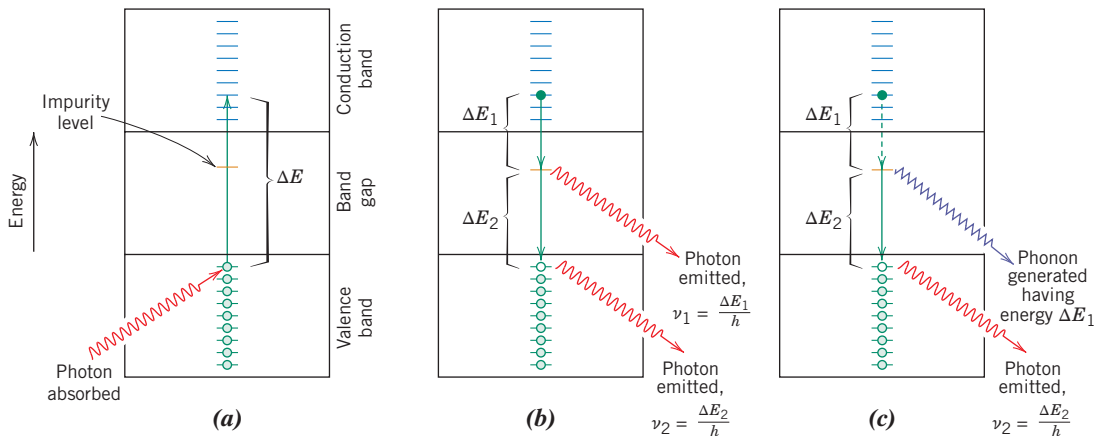 Energy
Impurity
level
ΔE
Conduction
band
Band
gap
Valence
band
Photon
absorbed
(a)
ΔE₁
ΔE₂
Photon
emitted,
ν₁ = ΔE₁/h
Photon
emitted,
ν₂ = ΔE₂/h
(b)
ΔE₁
ΔE₂
Phonon
generated
having
energy ΔE₁
Photon
emitted,
ν₂ = ΔE₂/h
(c)